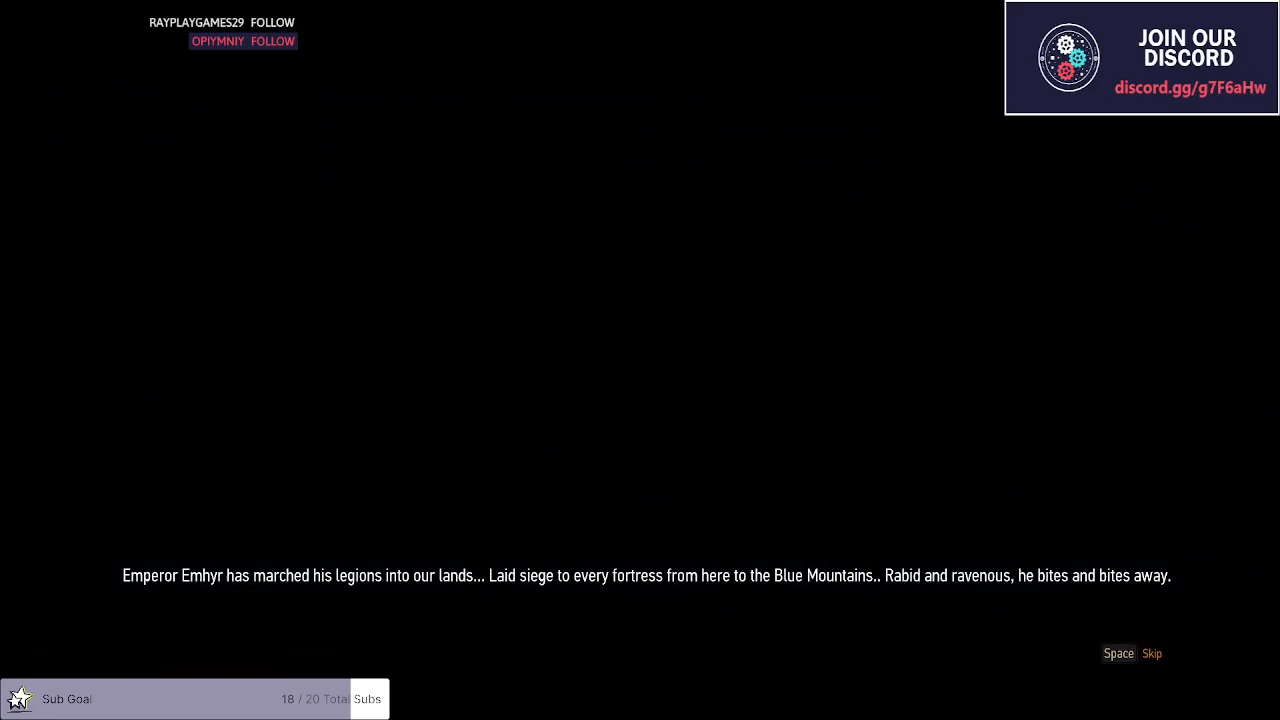 RAYPLAYGAMES29 FOLLOW
OPIYMNIY FOLLOW
JOIN OUR
DISCORD
discord.gg/g7F6aHw
Emperor Emhyr has marched his legions into our lands... Laid siege to every fortress from here to the Blue Mountains.. Rabid and ravenous, he bites and bites away.
Space Skip
Sub Goal 18 / 20 Total Subs